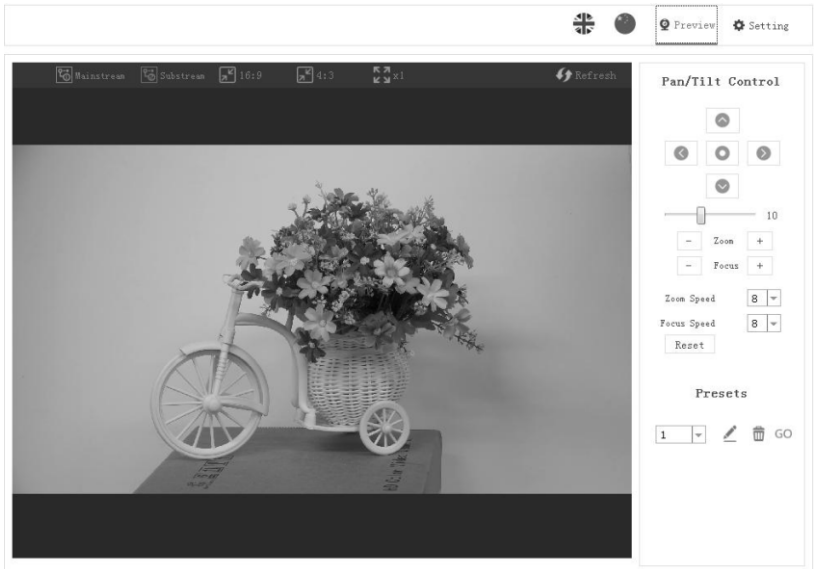 Preview Setting
Mainstream Substream 16:9 4:3 x1 Refresh
Pan/Tilt Control
10
- Zoom +
- Focus +
Zoom Speed 8
Focus Speed 8
Reset
Presets
1 GO